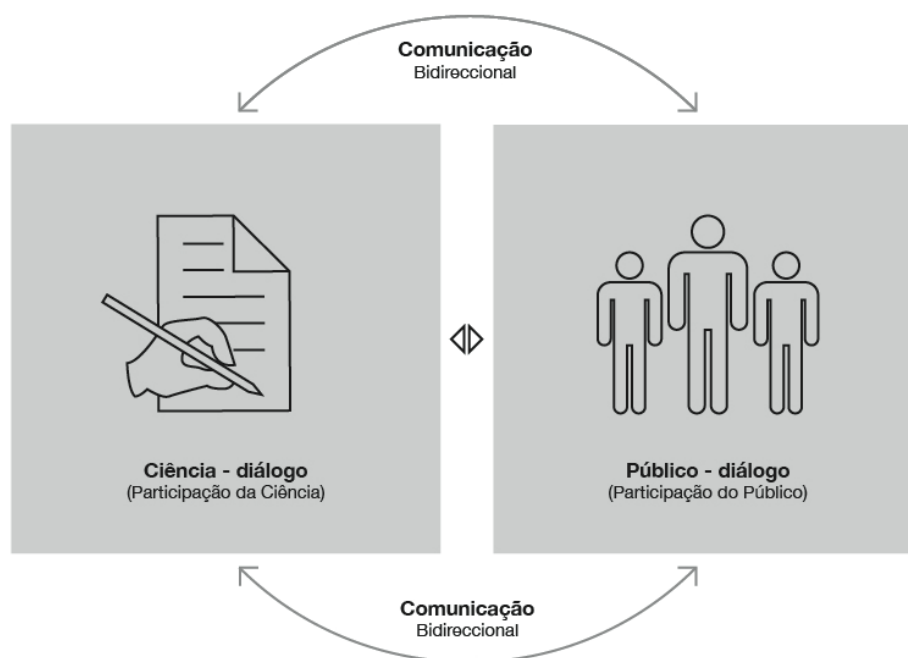 Comunicação
Bidireccional
Ciência - diálogo
(Participação da Ciência)
Público - diálogo
(Participação do Público)
Comunicação
Bidireccional